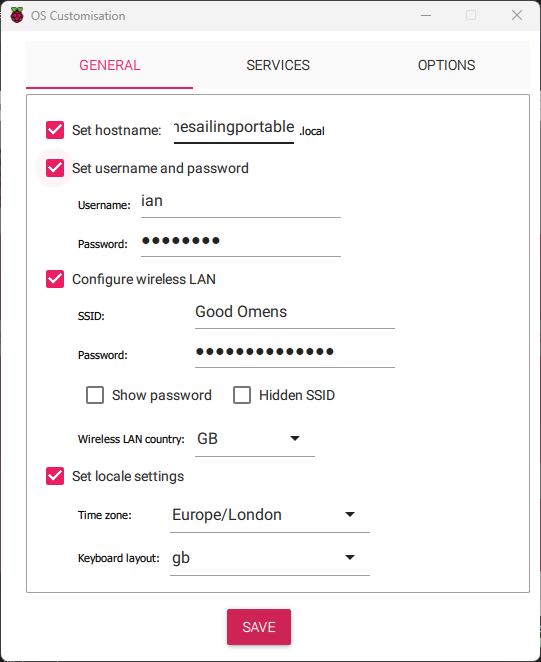 OS Customisation
GENERAL SERVICES OPTIONS
Set hostname: nesailingportable .local
Set username and password
Username: ian
Password: ●●●●●●●●
Configure wireless LAN
SSID: Good Omens
Password: ●●●●●●●●●●●●●●
Show password Hidden SSID
Wireless LAN country: GB
Set locale settings
Time zone: Europe/London
Keyboard layout: gb
SAVE